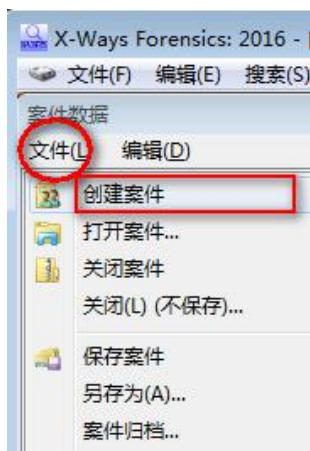 X-Ways Forensics: 2016 -
文件(F) 编辑(E) 搜索(S)
案件数据
文件(L) 编辑(D)
创建案件
打开案件...
关闭案件
关闭(L) (不保存)...
保存案件
另存为(A)...
案件归档...